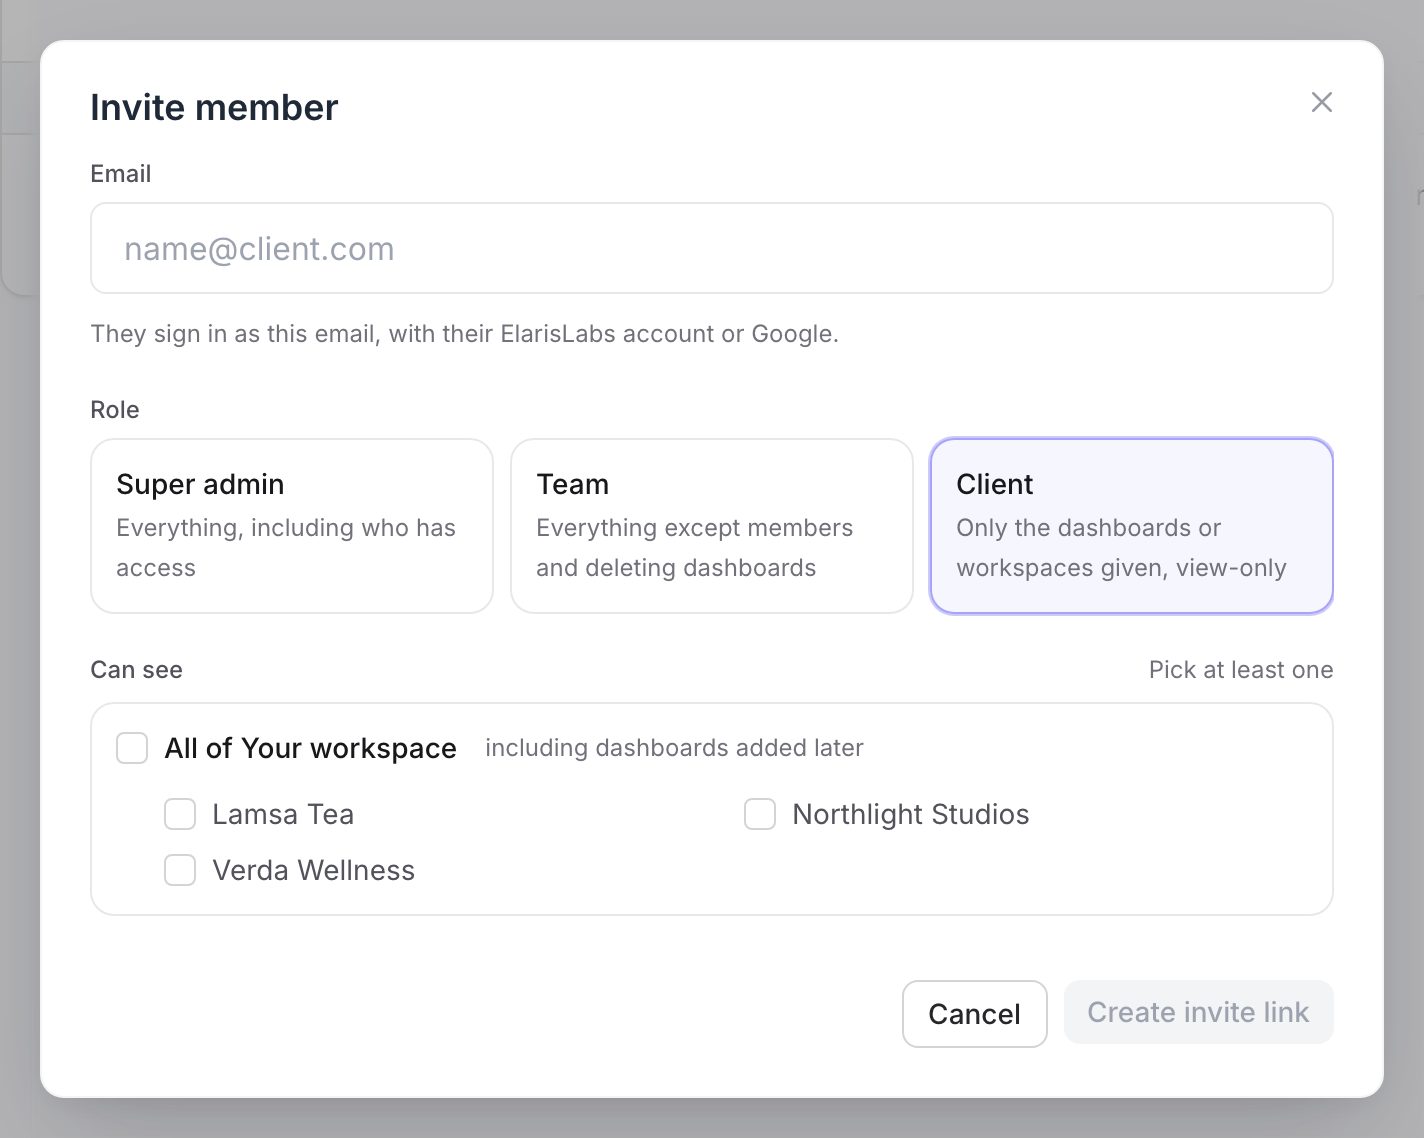 Invite member
Email
name@client.com
They sign in as this email, with their ElarisLabs account or Google.
Role
Super admin
Everything, including who has
access
Team
Everything except members
and deleting dashboards
Client
Only the dashboards or
workspaces given, view-only
Can see
Pick at least one
All of Your workspace including dashboards added later
Lamsa Tea
Northlight Studios
Verda Wellness
Cancel
Create invite link